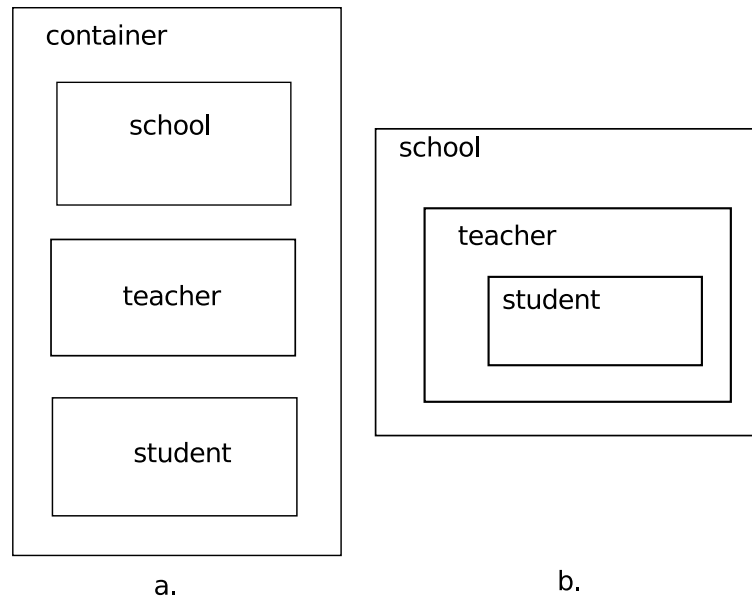 container
school
teacher
student
a.
school
teacher
student
b.